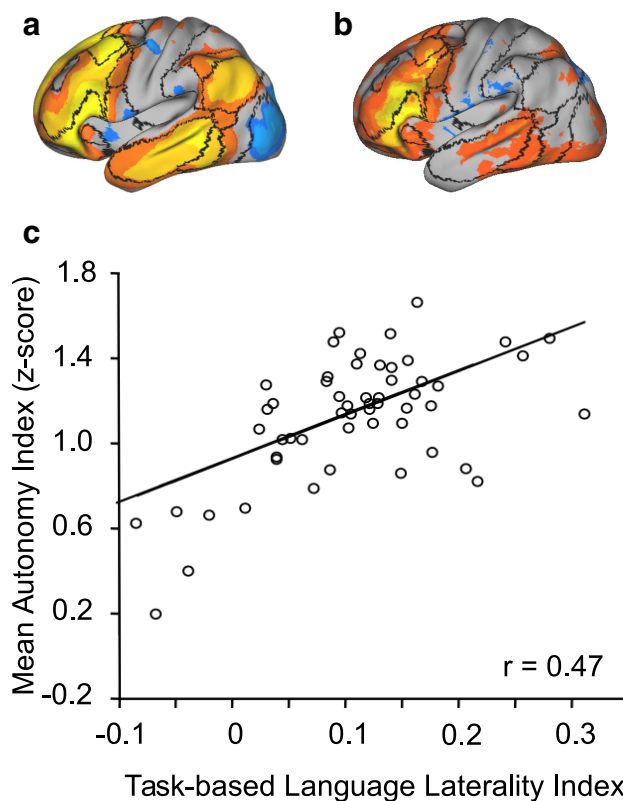 a
b
c
1.8
1.4
1.0
0.6
0.2
-0.2
Mean Autonomy Index (z-score)
r = 0.47
-0.1 0 0.1 0.2 0.3
Task-based Language Laterality Index